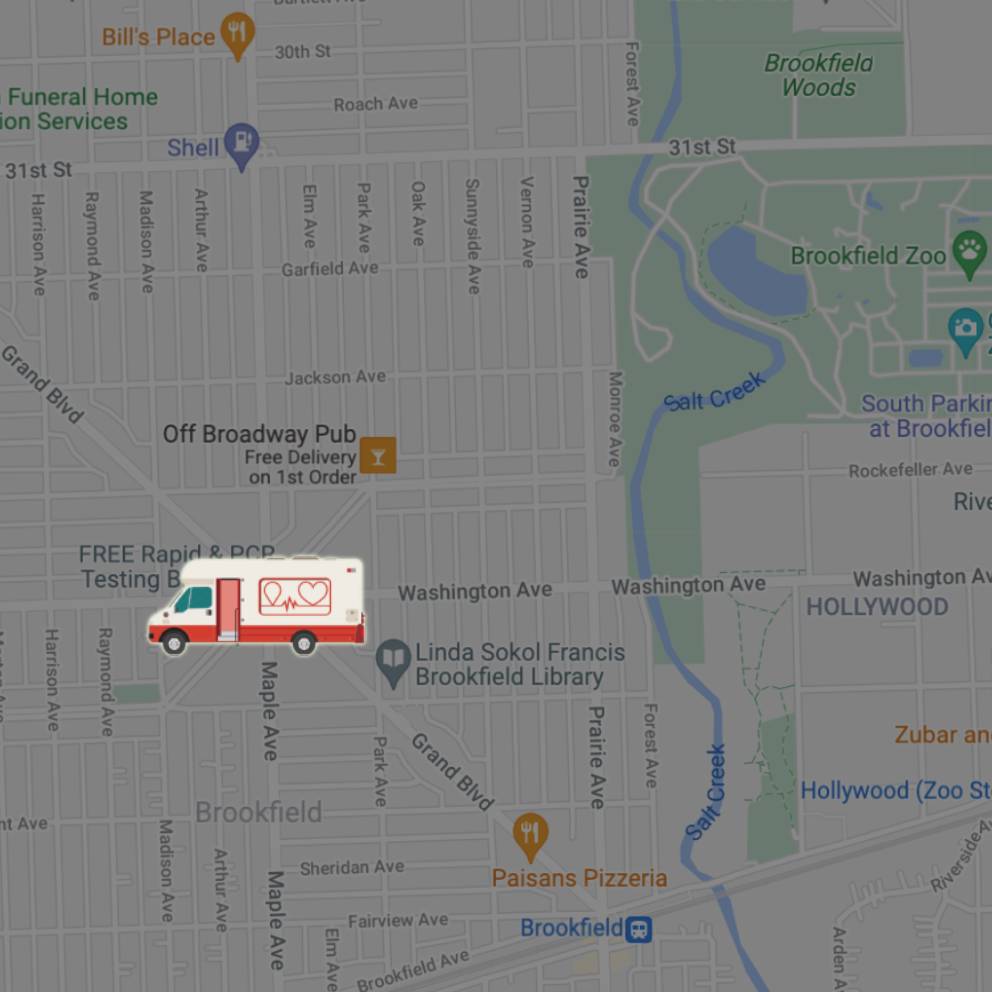 Bill's Place
30th St
Forest Ave
Brookfield
Woods
Funeral Home
ion Services
Roach Ave
Shell
31st St
31st St
Harrison Ave
Raymond Ave
Madison Ave
Arthur Ave
Elm Ave
Park Ave
Oak Ave
Sunnyside Ave
Vernon Ave
Prairie Ave
Brookfield Zoo
Garfield Ave
Grand Blvd
Jackson Ave
Monroe Ave
Salt Creek
South Parkin
at Brookfiel
Off Broadway Pub
Free Delivery
on 1st Order
Rockefeller Ave
Rive
FREE Rapid & PCR
Testing B
Washington Ave
Washington Ave
Washington Av
HOLLYWOOD
Harrison Ave
Raymond Ave
Maple Ave
Linda Sokol Francis
Brookfield Library
Prairie Ave
Forest Ave
Grand Blvd
Park Ave
Salt Creek
Zubar an
Hollywood (Zoo St
Brookfield
nt Ave
Madison Ave
Arthur Ave
Sheridan Ave
Paisans Pizzeria
Riverside Av
Maple Ave
Fairview Ave
Elm Ave
Brookfield Ave
Brookfield
Arden A